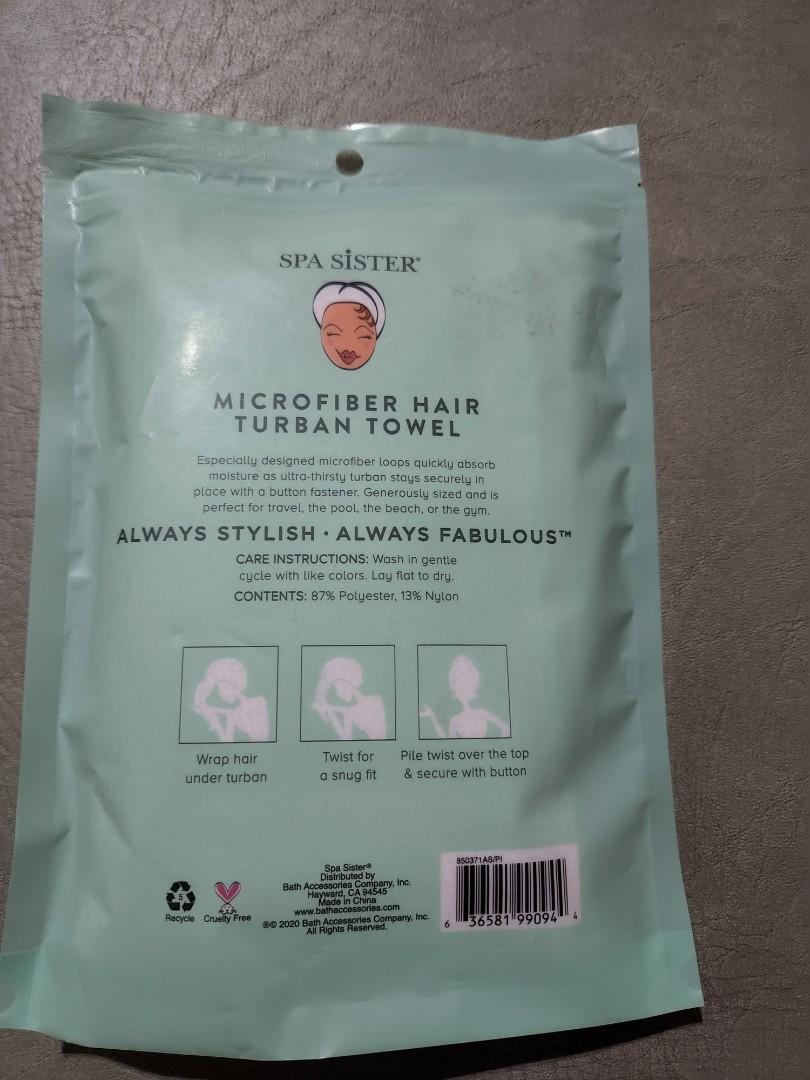 SPA SiSTER®
MICROFIBER HAIR
TURBAN TOWEL
Especially designed microfiber loops quickly absorb
moisture as ultra-thirsty turban stays securely in
place with a button fastener. Generously sized and is
perfect for travel, the pool, the beach, or the gym.
ALWAYS STYLISH • ALWAYS FABULOUS™
CARE INSTRUCTIONS: Wash in gentle
cycle with like colors. Lay flat to dry.
CONTENTS: 87% Polyester, 13% Nylon
Wrap hair
under turban
Twist for
a snug fit
Pile twist over the top
& secure with button
5
Recycle
Cruelty Free
Spa Sister®
Distributed by
Bath Accessories Company, Inc.
Hayward, CA 94545
Made in China
www.bathaccessories.com
®© 2020 Bath Accessories Company, Inc.
All Rights Reserved.
850371AS/PI
6 36581 99094 4